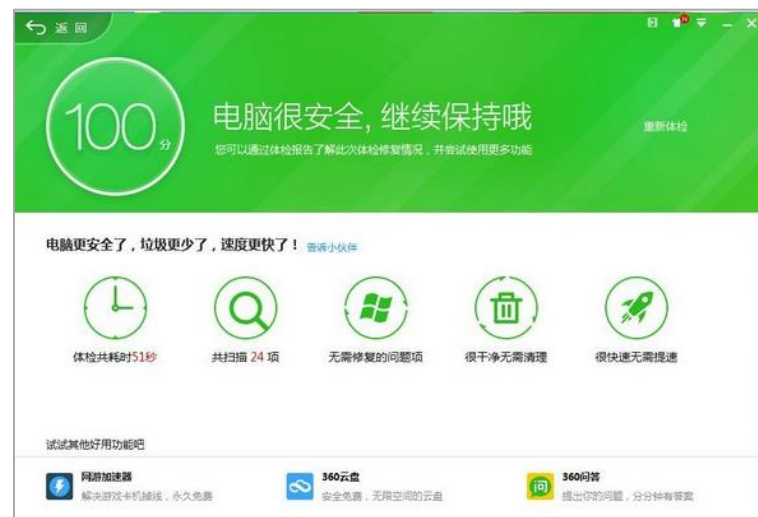 返回
100分
电脑很安全,继续保持哦
您可以通过体检报告了解此次体检修复情况，并尝试使用更多功能
重新体检
电脑更安全了，垃圾更少了，速度更快了！ 告诉小伙伴
体检共耗时51秒
共扫描 24 项
无需修复的问题项
很干净无需清理
很快速无需提速
试试其他好用功能吧
网游加速器
解决游戏卡机掉线，永久免费
360云盘
安全免费，无限空间的云盘
问
360问答
提出你的问题，分分钟有答案